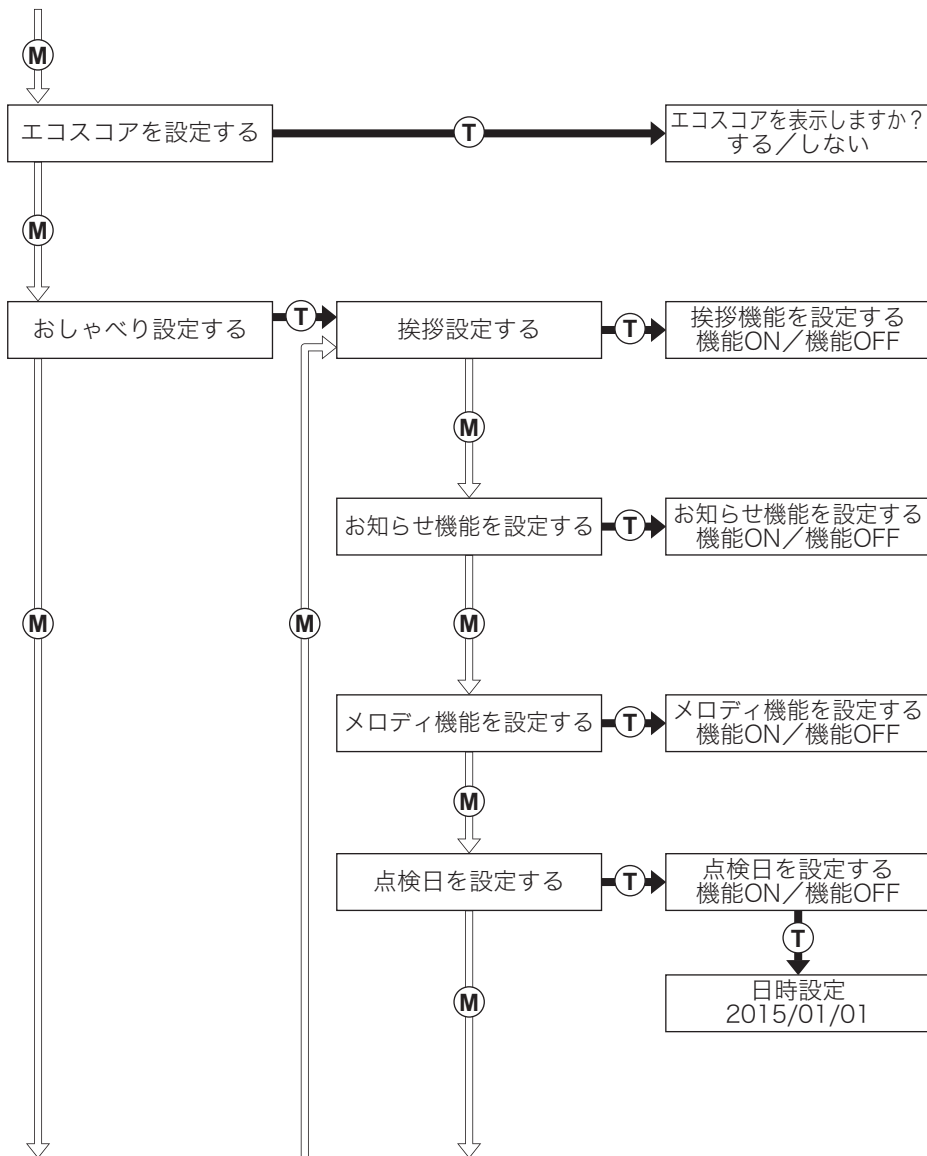 M
エコスコアを設定する
T
エコスコアを表示しますか？
する／しない
M
おしゃべり設定する
T
挨拶設定する
T
挨拶機能を設定する
機能ON／機能OFF
M
お知らせ機能を設定する
T
お知らせ機能を設定する
機能ON／機能OFF
M
M
M
メロディ機能を設定する
T
メロディ機能を設定する
機能ON／機能OFF
M
点検日を設定する
T
点検日を設定する
機能ON／機能OFF
T
M
日時設定
2015/01/01